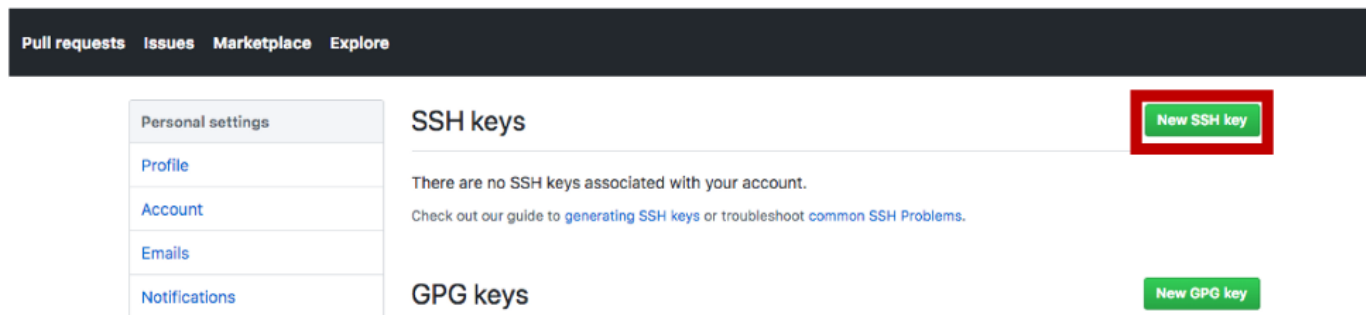 Pull requests Issues Marketplace Explore
Personal settings
Profile
Account
Emails
Notifications
SSH keys
New SSH key
There are no SSH keys associated with your account.
Check out our guide to generating SSH keys or troubleshoot common SSH Problems.
GPG keys
New GPG key